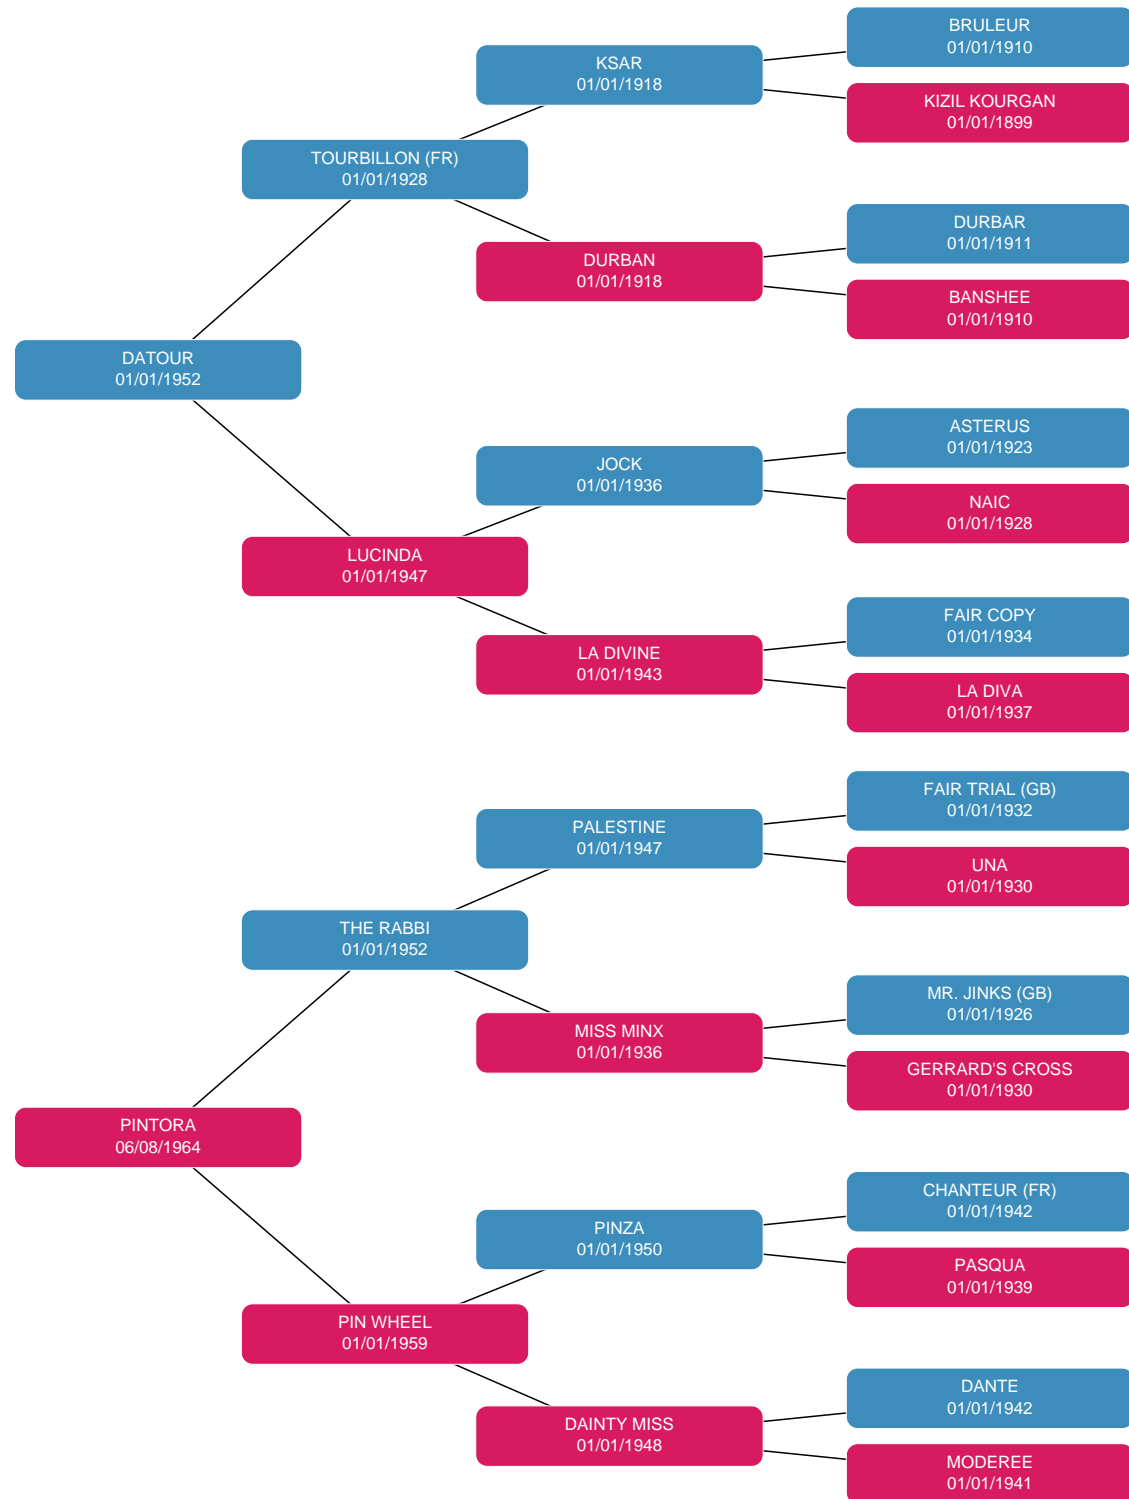 BRULEUR
01/01/1910
KSAR
01/01/1918
KIZIL KOURGAN
01/01/1899
TOURBILLON (FR)
01/01/1928
DURBAR
01/01/1911
DURBAN
01/01/1918
BANSHEE
01/01/1910
DATOUR
01/01/1952
ASTERUS
01/01/1923
JOCK
01/01/1936
NAIC
01/01/1928
LUCINDA
01/01/1947
FAIR COPY
01/01/1934
LA DIVINE
01/01/1943
LA DIVA
01/01/1937
FAIR TRIAL (GB)
01/01/1932
PALESTINE
01/01/1947
UNA
01/01/1930
THE RABBI
01/01/1952
MR. JINKS (GB)
01/01/1926
MISS MINX
01/01/1936
GERRARD'S CROSS
01/01/1930
PINTORA
06/08/1964
CHANTEUR (FR)
01/01/1942
PINZA
01/01/1950
PASQUA
01/01/1939
PIN WHEEL
01/01/1959
DANTE
01/01/1942
DAINTY MISS
01/01/1948
MODEREE
01/01/1941